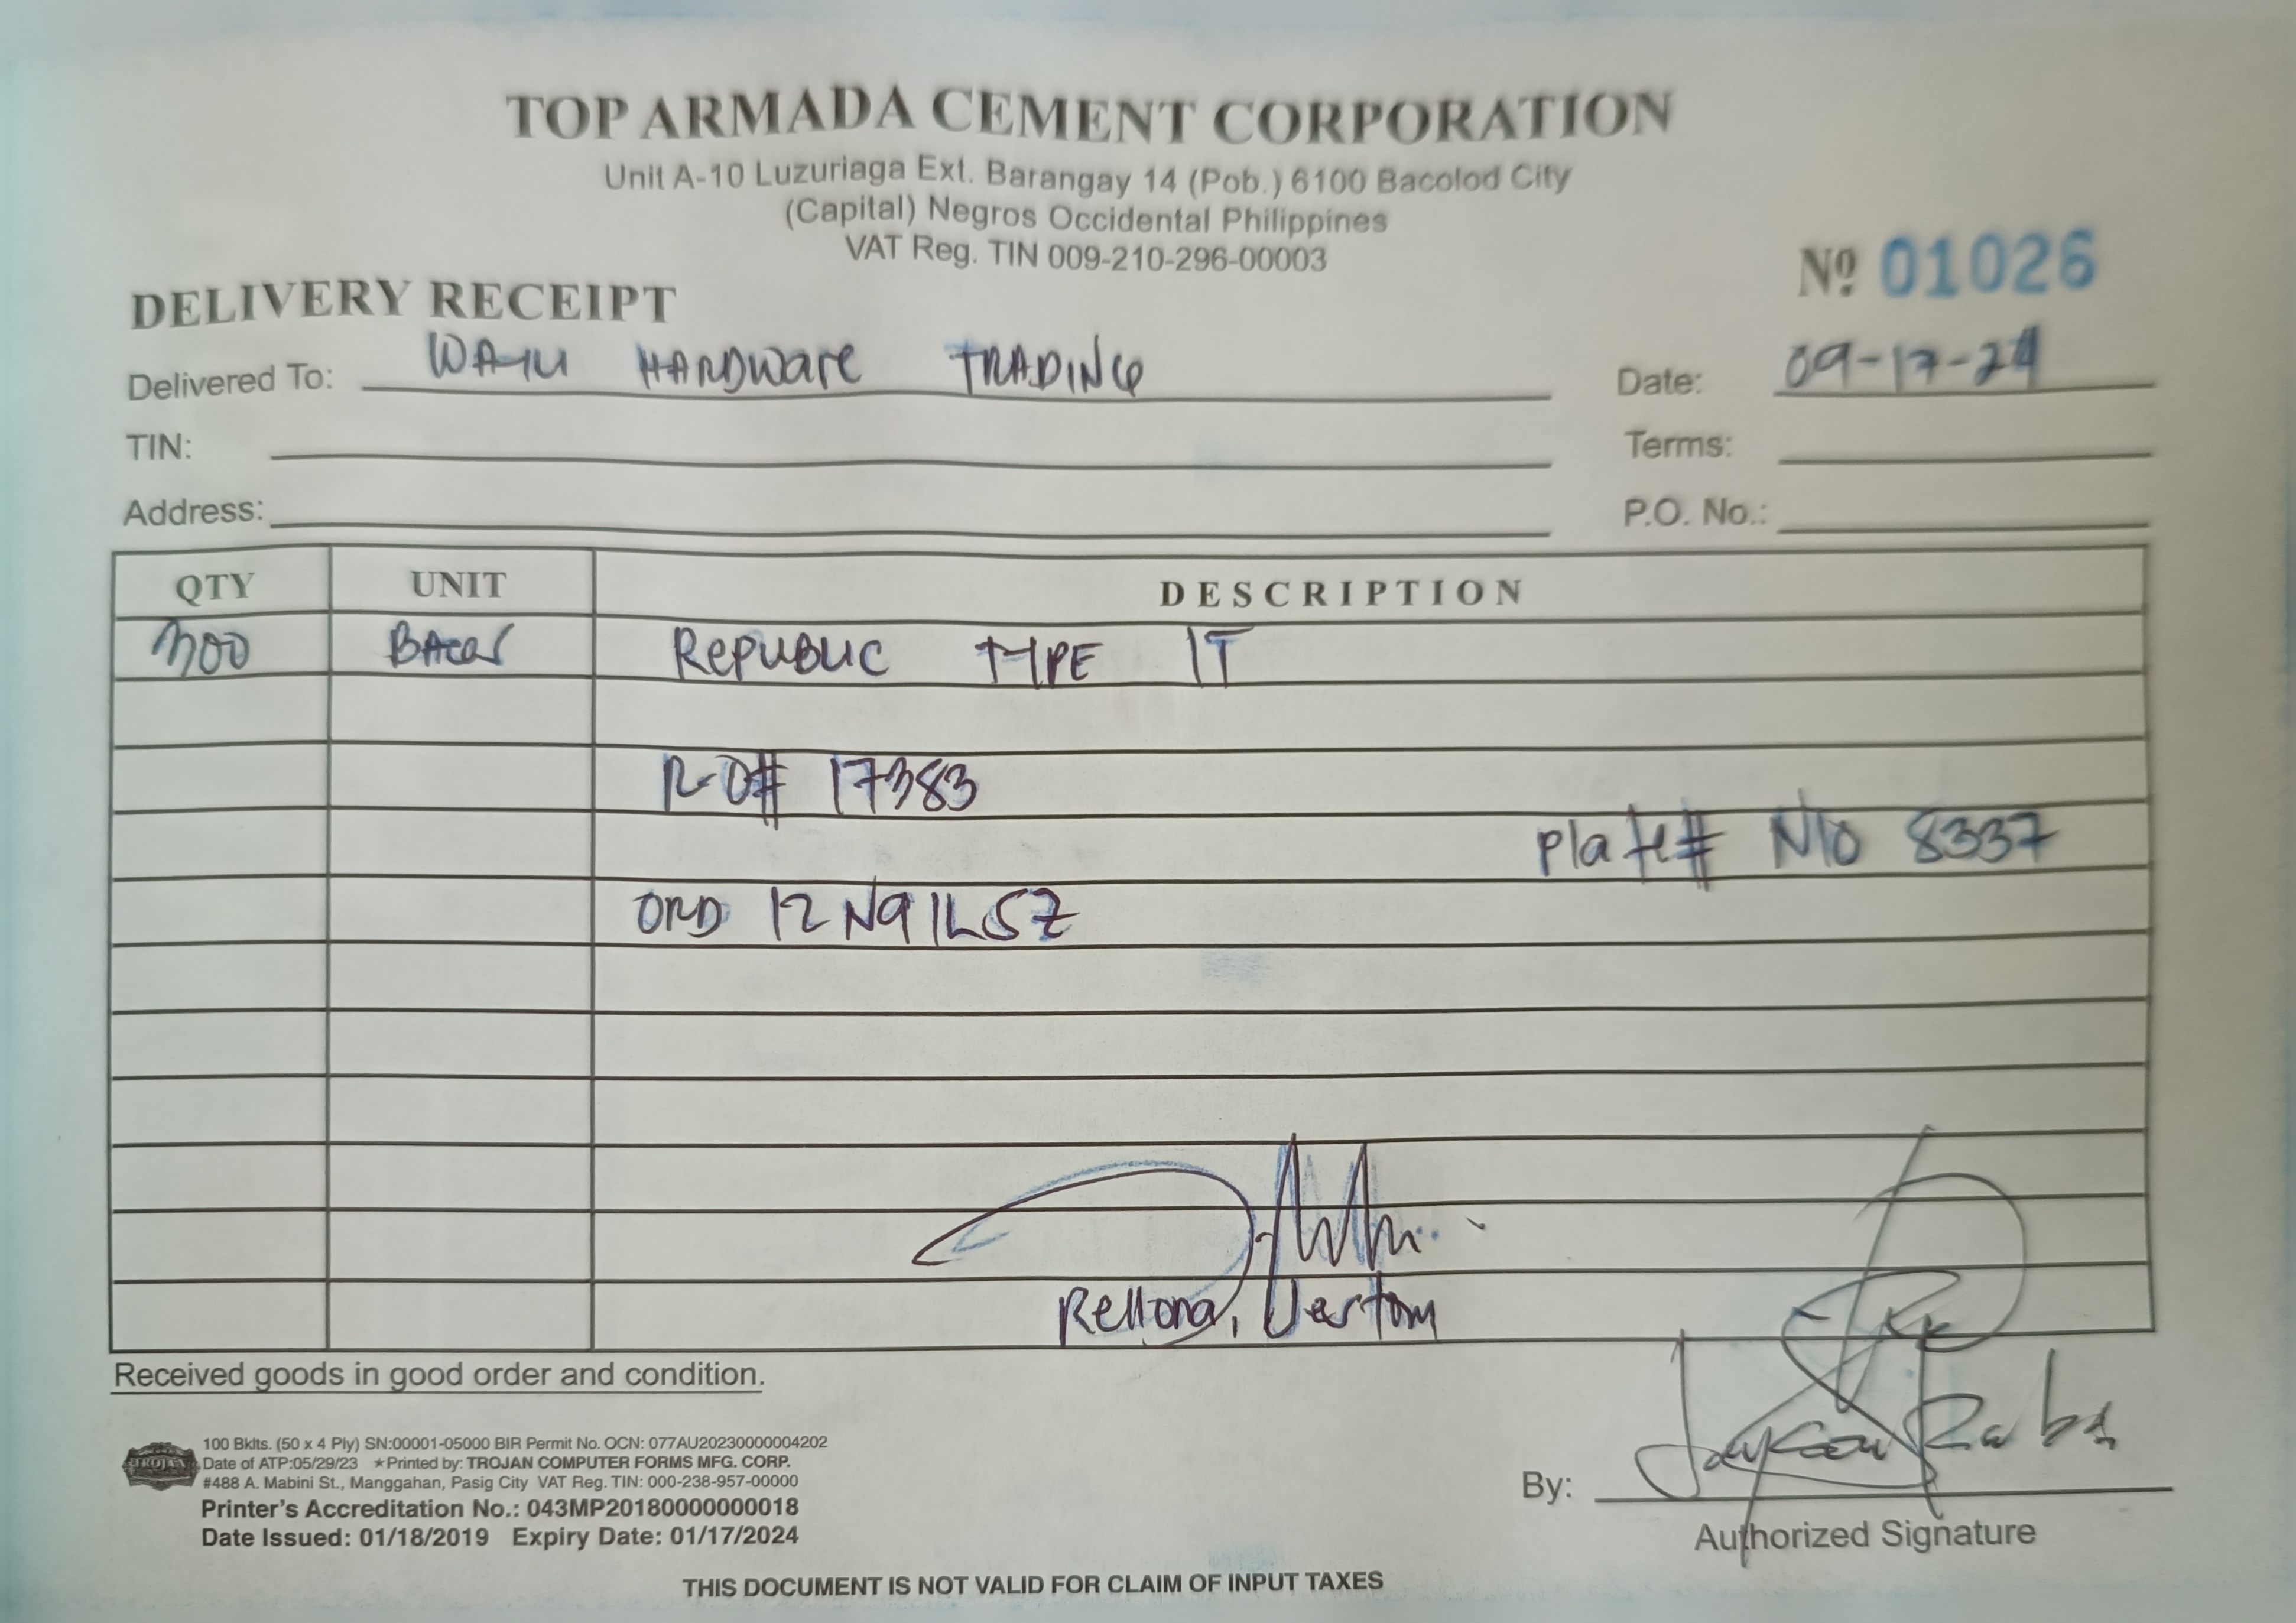 TOP ARMADA CEMENT CORPORATION
Unit A-10 Luzuriaga Ext. Barangay 14 (Pob.) 6100 Bacolod City
(Capital) Negros Occidental Philippines
VAT Reg. TIN 009-210-296-00003
Nº 01026
DELIVERY RECEIPT
Delivered To: HARDware TRADING Date: 09-17-24
TIN: Terms:
Address: P.O. No.:
QTY UNIT DESCRIPTION
300 REPUBLIC TYPE 1T
R-O# 17383
Plate# NIO 8337
ORD 12N91LSZ
Rellona,
Received goods in good order and condition.
TROJAN
100 Bklts. (50 x 4 Ply) SN:00001-05000 BIR Permit No. OCN: 077AU20230000004202
Date of ATP:05/29/23 ★Printed by: TROJAN COMPUTER FORMS MFG. CORP.
#488 A. Mabini St., Manggahan, Pasig City VAT Reg. TIN: 000-238-957-00000
Printer's Accreditation No.: 043MP20180000000018
Date Issued: 01/18/2019 Expiry Date: 01/17/2024
By:
Authorized Signature
THIS DOCUMENT IS NOT VALID FOR CLAIM OF INPUT TAXES